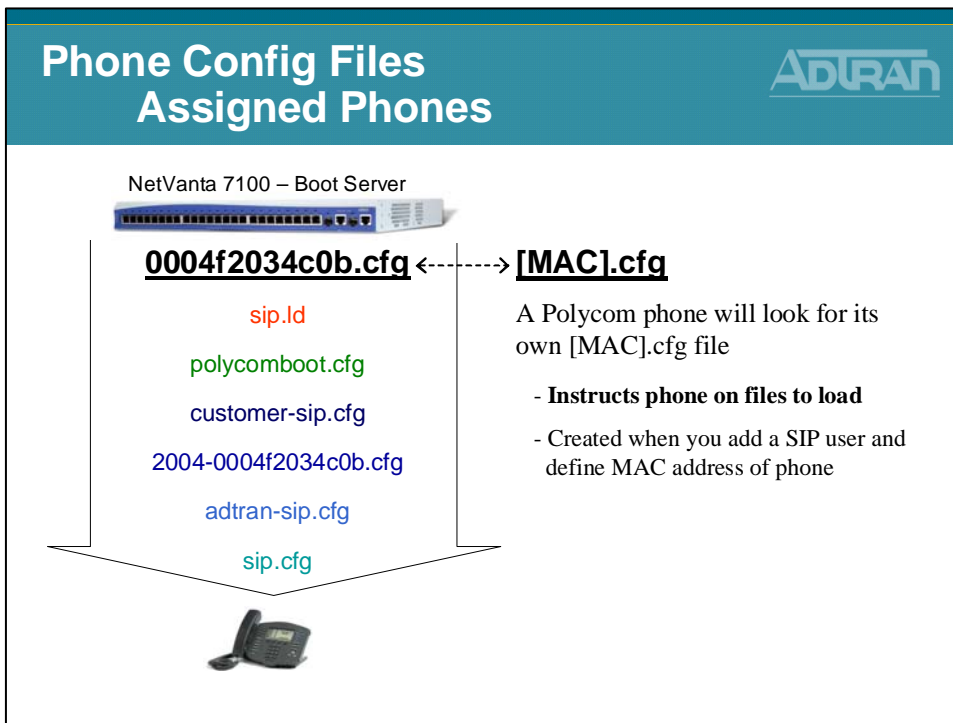 Phone Config Files
Assigned Phones
ADTRAN
NetVanta 7100 – Boot Server
0004f2034c0b.cfg
[MAC].cfg
sip.ld
polycomboot.cfg
customer-sip.cfg
2004-0004f2034c0b.cfg
adtran-sip.cfg
sip.cfg
A Polycom phone will look for its
own [MAC].cfg file
- Instructs phone on files to load
- Created when you add a SIP user and
define MAC address of phone